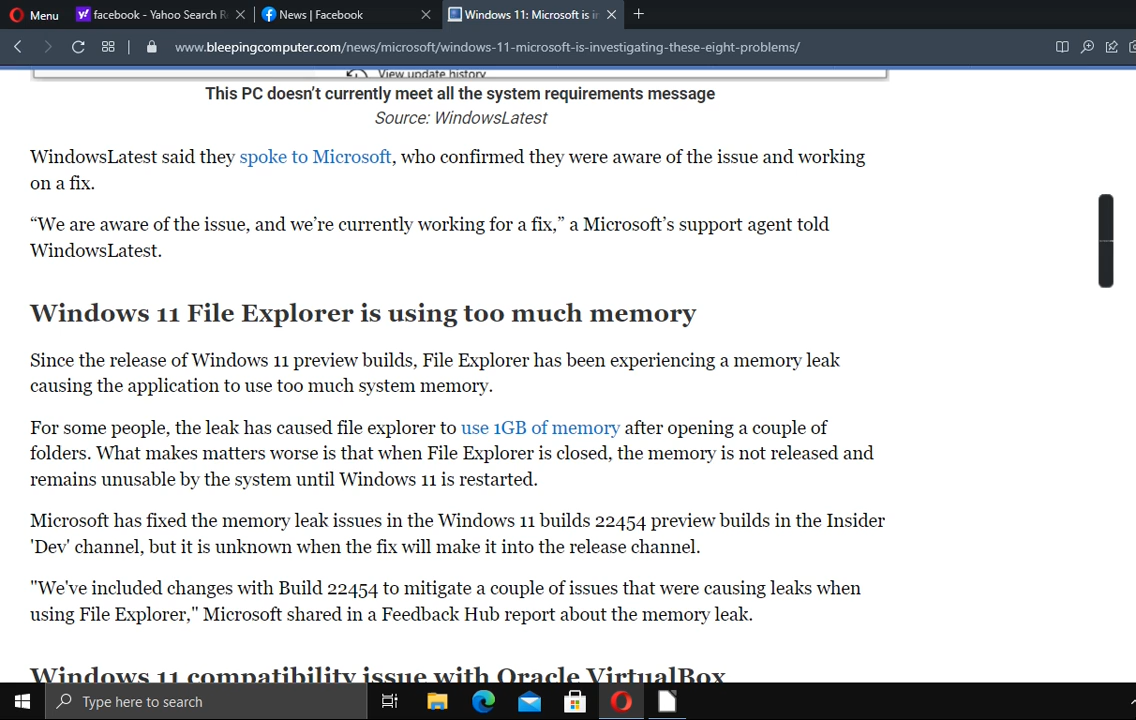 Menu
facebook - Yahoo Search R
News | Facebook
Windows 11: Microsoft is in
www.bleepingcomputer.com/news/microsoft/windows-11-microsoft-is-investigating-these-eight-problems/
View update history
This PC doesn't currently meet all the system requirements message
Source: WindowsLatest
WindowsLatest said they spoke to Microsoft, who confirmed they were aware of the issue and working
on a fix.
“We are aware of the issue, and we’re currently working for a fix,” a Microsoft’s support agent told
WindowsLatest.
Windows 11 File Explorer is using too much memory
Since the release of Windows 11 preview builds, File Explorer has been experiencing a memory leak
causing the application to use too much system memory.
For some people, the leak has caused file explorer to use 1GB of memory after opening a couple of
folders. What makes matters worse is that when File Explorer is closed, the memory is not released and
remains unusable by the system until Windows 11 is restarted.
Microsoft has fixed the memory leak issues in the Windows 11 builds 22454 preview builds in the Insider
'Dev' channel, but it is unknown when the fix will make it into the release channel.
"We've included changes with Build 22454 to mitigate a couple of issues that were causing leaks when
using File Explorer," Microsoft shared in a Feedback Hub report about the memory leak.
Windows 11 compatibility issue with Oracle VirtualBox
Type here to search